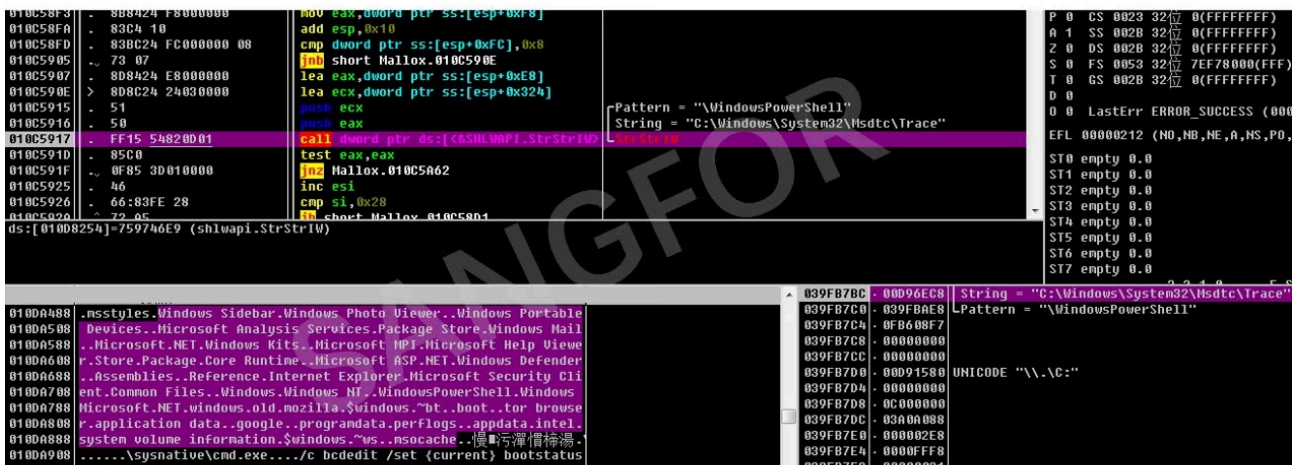 010C58F3 . 8B8424 F8000000 mov eax,dword ptr ss:[esp+0xF8]
010C58FA . 83C4 10 add esp,0x10
010C58FD . 83BC24 FC000000 08 cmp dword ptr ss:[esp+0xFC],0x8
010C5905 .. 73 07 jnb short Mallox.010C590E
010C5907 . 8D8424 E8000000 lea eax,dword ptr ss:[esp+0xE8]
010C590E > 8D8C24 24030000 lea ecx,dword ptr ss:[esp+0x324]
010C5915 . 51 push ecx Pattern = "\WindowsPowerShell"
010C5916 . 50 push eax String = "C:\Windows\System32\Msdtc\Trace"
010C5917 . FF15 54820D01 call dword ptr ds:[<&SHLWAPI.StrStrIW> StrStrIW
010C591D . 85C0 test eax,eax
010C591F .. 0F85 3D010000 jnz Mallox.010C5A62
010C5925 . 46 inc esi
010C5926 . 66:83FE 28 cmp si,0x28
010C592A .^ 72 A5 jb short Mallox.010C58D1
ds:[010D8254]=759746E9 (shlwapi.StrStrIW)
P 0 CS 0023 32位 0(FFFFFFFF)
A 1 SS 002B 32位 0(FFFFFFFF)
Z 0 DS 002B 32位 0(FFFFFFFF)
S 0 FS 0053 32位 7EF78000(FFF)
T 0 GS 002B 32位 0(FFFFFFFF)
D 0
O 0 LastErr ERROR_SUCCESS (000
EFL 00000212 (NO,NB,NE,A,NS,PO,
ST0 empty 0.0
ST1 empty 0.0
ST2 empty 0.0
ST3 empty 0.0
ST4 empty 0.0
ST5 empty 0.0
ST6 empty 0.0
ST7 empty 0.0
SANGFOR
010DA488 .msstyles.Windows Sidebar.Windows Photo Viewer..Windows Portable
010DA508 Devices..Microsoft Analysis Services.Package Store.Windows Mail
010DA588 ..Microsoft.NET.Windows Kits..Microsoft MPI.Microsoft Help Viewe
010DA608 r.Store.Package.Core Runtime.Microsoft ASP.NET.Windows Defender
010DA688 ..Assemblies..Reference.Internet Explorer.Microsoft Security Cli
010DA708 ent.Common Files..Windows.Windows NT..WindowsPowerShell.Windows
010DA788 Microsoft.NET.windows.old.mozilla.$windows.~bt..boot..tor browse
010DA808 r.application data..google..programdata.perflogs..appdata.intel.
010DA888 system volume information.$windows.~ws..msocache..
010DA908 ......\sysnative\cmd.exe..../c bcdedit /set {current} bootstatus
039FB7BC . 00D96EC8 String = "C:\Windows\System32\Msdtc\Trace"
039FB7C0 . 039FBAE8 Pattern = "\WindowsPowerShell"
039FB7C4 . 0FB608F7
039FB7C8 . 00000000
039FB7CC . 00000000
039FB7D0 . 00D91580 UNICODE "\\.\C:"
039FB7D4 . 00000000
039FB7D8 . 0C000000
039FB7DC . 03A0A088
039FB7E0 . 000002E8
039FB7E4 . 0000FFF8